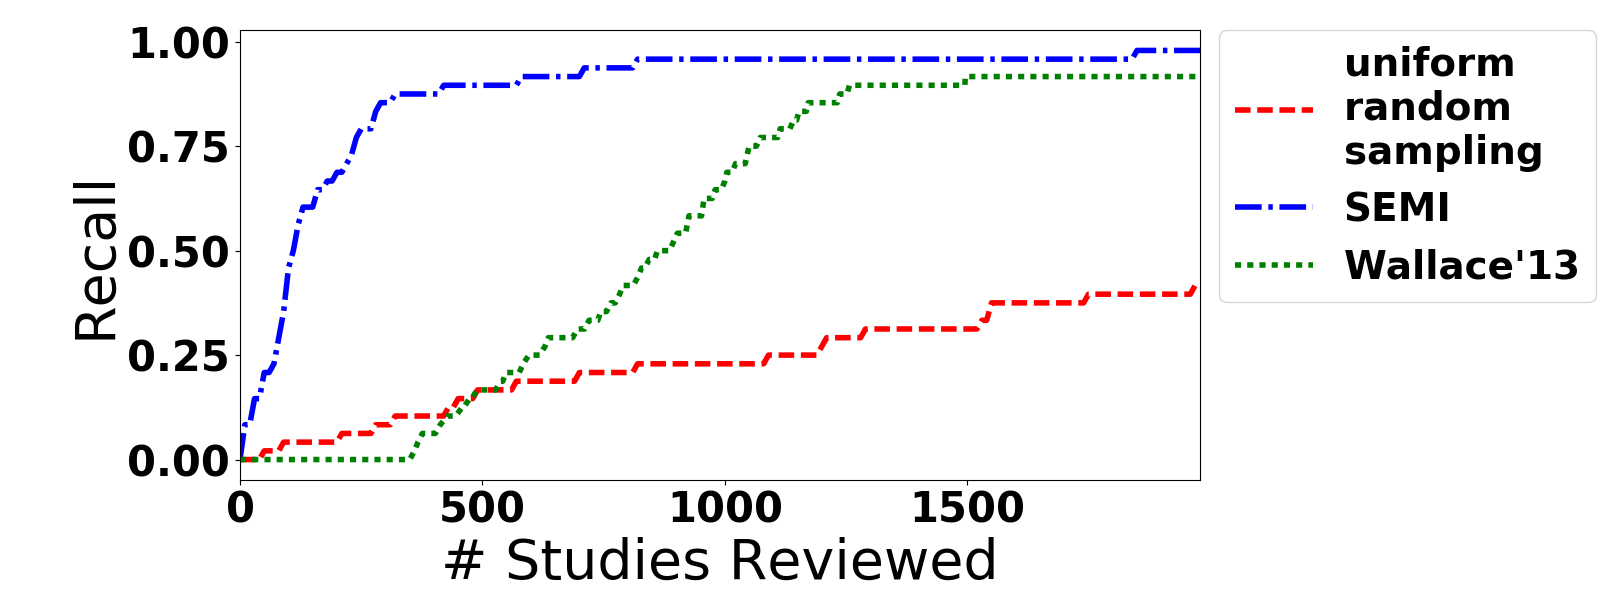 1.00
0.75
0.50
0.25
0.00
Recall
0
500
1000
1500
# Studies Reviewed
uniform
random
sampling
SEMI
Wallace'13